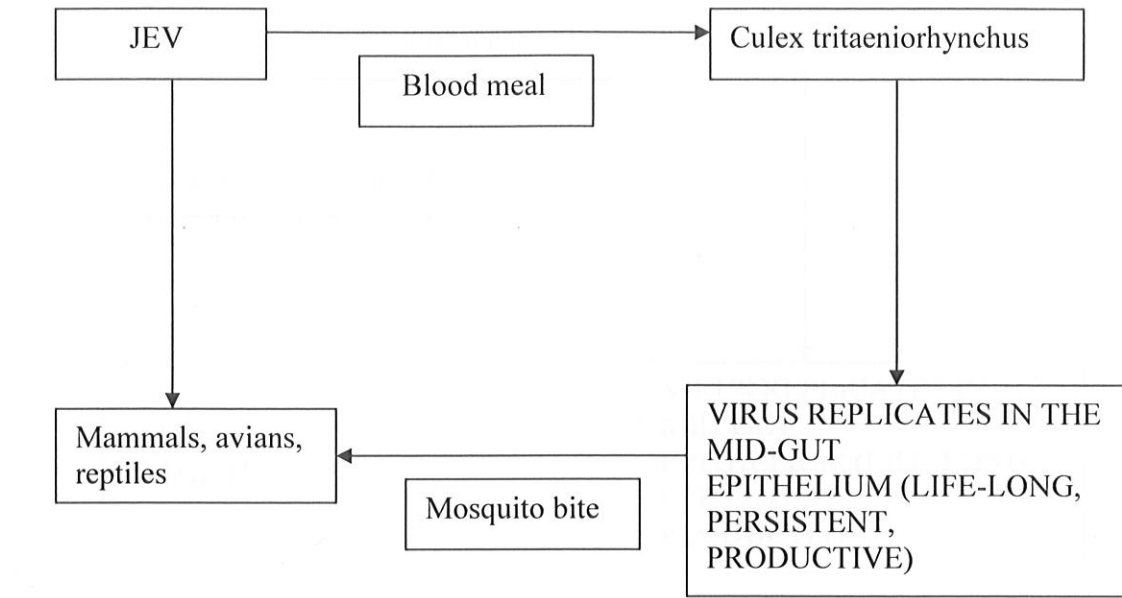 JEV
Culex tritaeniorhynchus
Blood meal
Mammals, avians,
reptiles
VIRUS REPLICATES IN THE
MID-GUT
EPITHELIUM (LIFE-LONG,
PERSISTENT,
PRODUCTIVE)
Mosquito bite